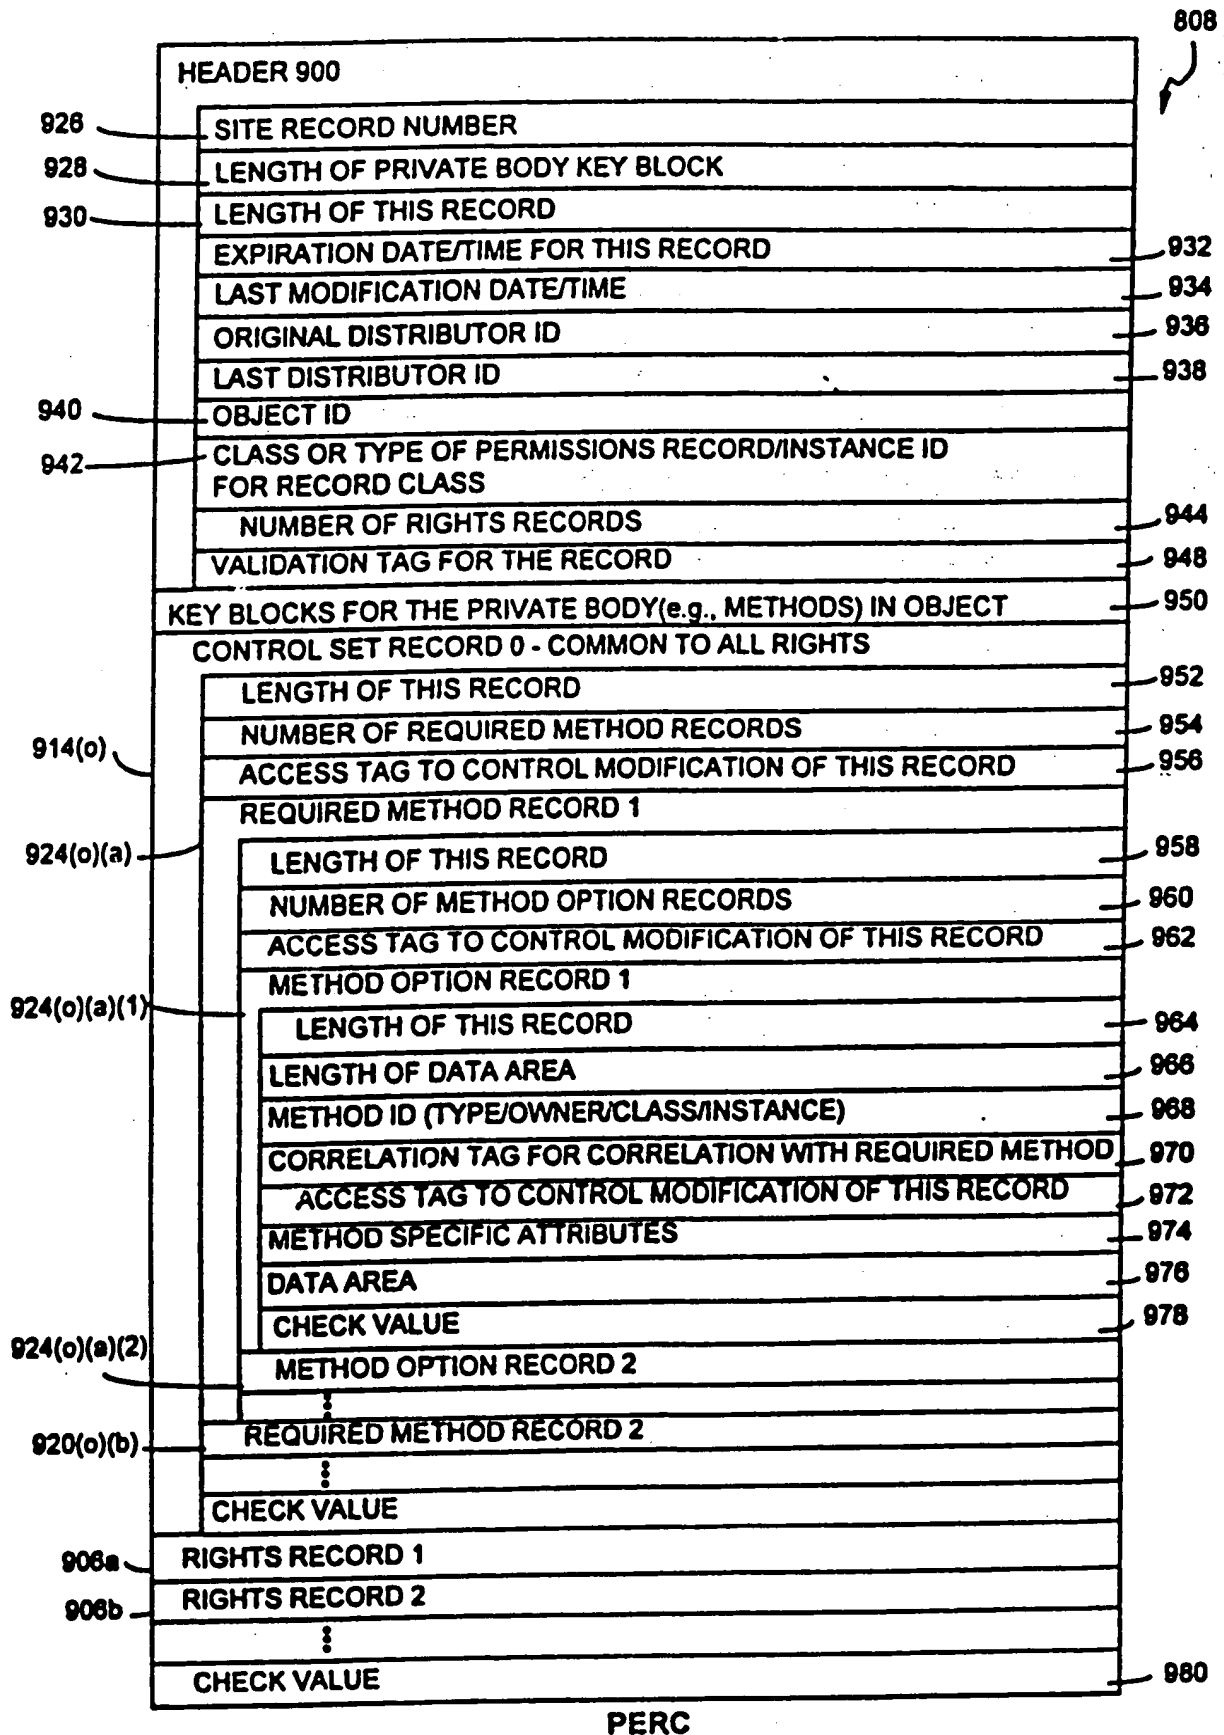 808
HEADER 900
926 SITE RECORD NUMBER
928 LENGTH OF PRIVATE BODY KEY BLOCK
930 LENGTH OF THIS RECORD
EXPIRATION DATE/TIME FOR THIS RECORD 932
LAST MODIFICATION DATE/TIME 934
ORIGINAL DISTRIBUTOR ID 936
LAST DISTRIBUTOR ID 938
940 OBJECT ID
942 CLASS OR TYPE OF PERMISSIONS RECORD/INSTANCE ID
FOR RECORD CLASS
NUMBER OF RIGHTS RECORDS 944
VALIDATION TAG FOR THE RECORD 948
KEY BLOCKS FOR THE PRIVATE BODY(e.g., METHODS) IN OBJECT 950
CONTROL SET RECORD 0 - COMMON TO ALL RIGHTS
LENGTH OF THIS RECORD 952
914(o) NUMBER OF REQUIRED METHOD RECORDS 954
ACCESS TAG TO CONTROL MODIFICATION OF THIS RECORD 956
REQUIRED METHOD RECORD 1
924(o)(a) LENGTH OF THIS RECORD 958
NUMBER OF METHOD OPTION RECORDS 960
ACCESS TAG TO CONTROL MODIFICATION OF THIS RECORD 962
METHOD OPTION RECORD 1
924(o)(a)(1) LENGTH OF THIS RECORD 964
LENGTH OF DATA AREA 966
METHOD ID (TYPE/OWNER/CLASS/INSTANCE) 968
CORRELATION TAG FOR CORRELATION WITH REQUIRED METHOD 970
ACCESS TAG TO CONTROL MODIFICATION OF THIS RECORD 972
METHOD SPECIFIC ATTRIBUTES 974
DATA AREA 976
CHECK VALUE 978
924(o)(a)(2) METHOD OPTION RECORD 2
920(o)(b) REQUIRED METHOD RECORD 2
CHECK VALUE
906a RIGHTS RECORD 1
906b RIGHTS RECORD 2
CHECK VALUE 980
PERC